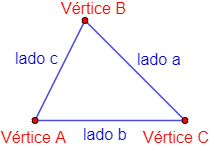 Vértice B
lado c
lado a
Vértice A
lado b
Vértice C